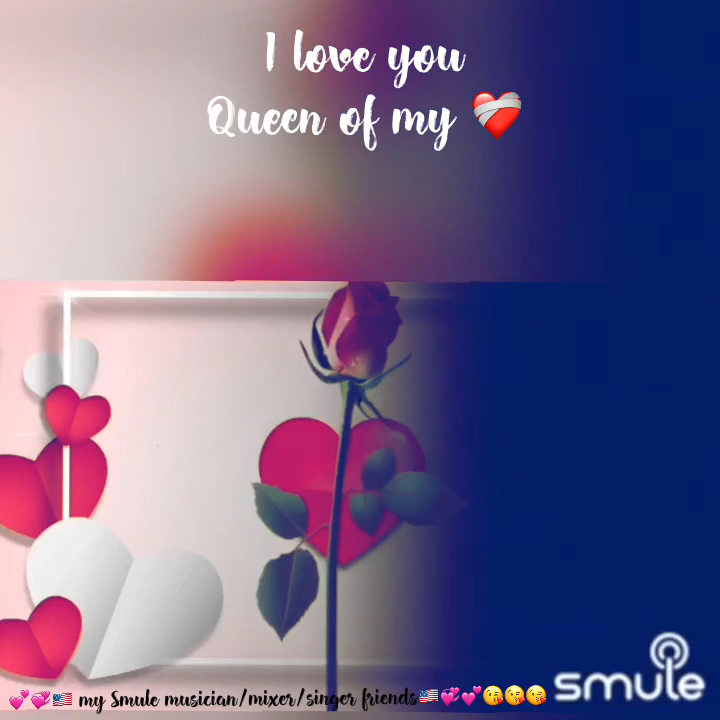 I love you
Queen of my ❤️‍🩹
💕💞🇺🇸 my Smule musician/mixer/singer friends🇺🇸💞💕😘😘😘
smule